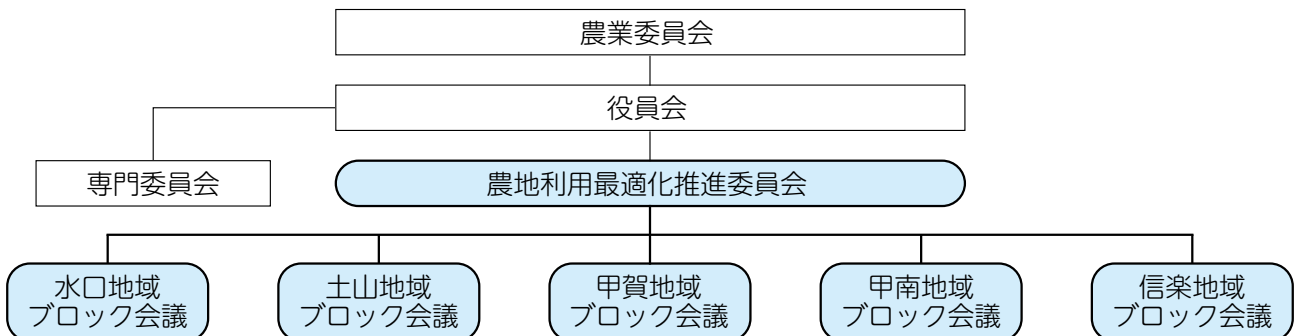 農業委員会
役員会
専門委員会
農地利用最適化推進委員会
水口地域
ブロック会議
土山地域
ブロック会議
甲賀地域
ブロック会議
甲南地域
ブロック会議
信楽地域
ブロック会議